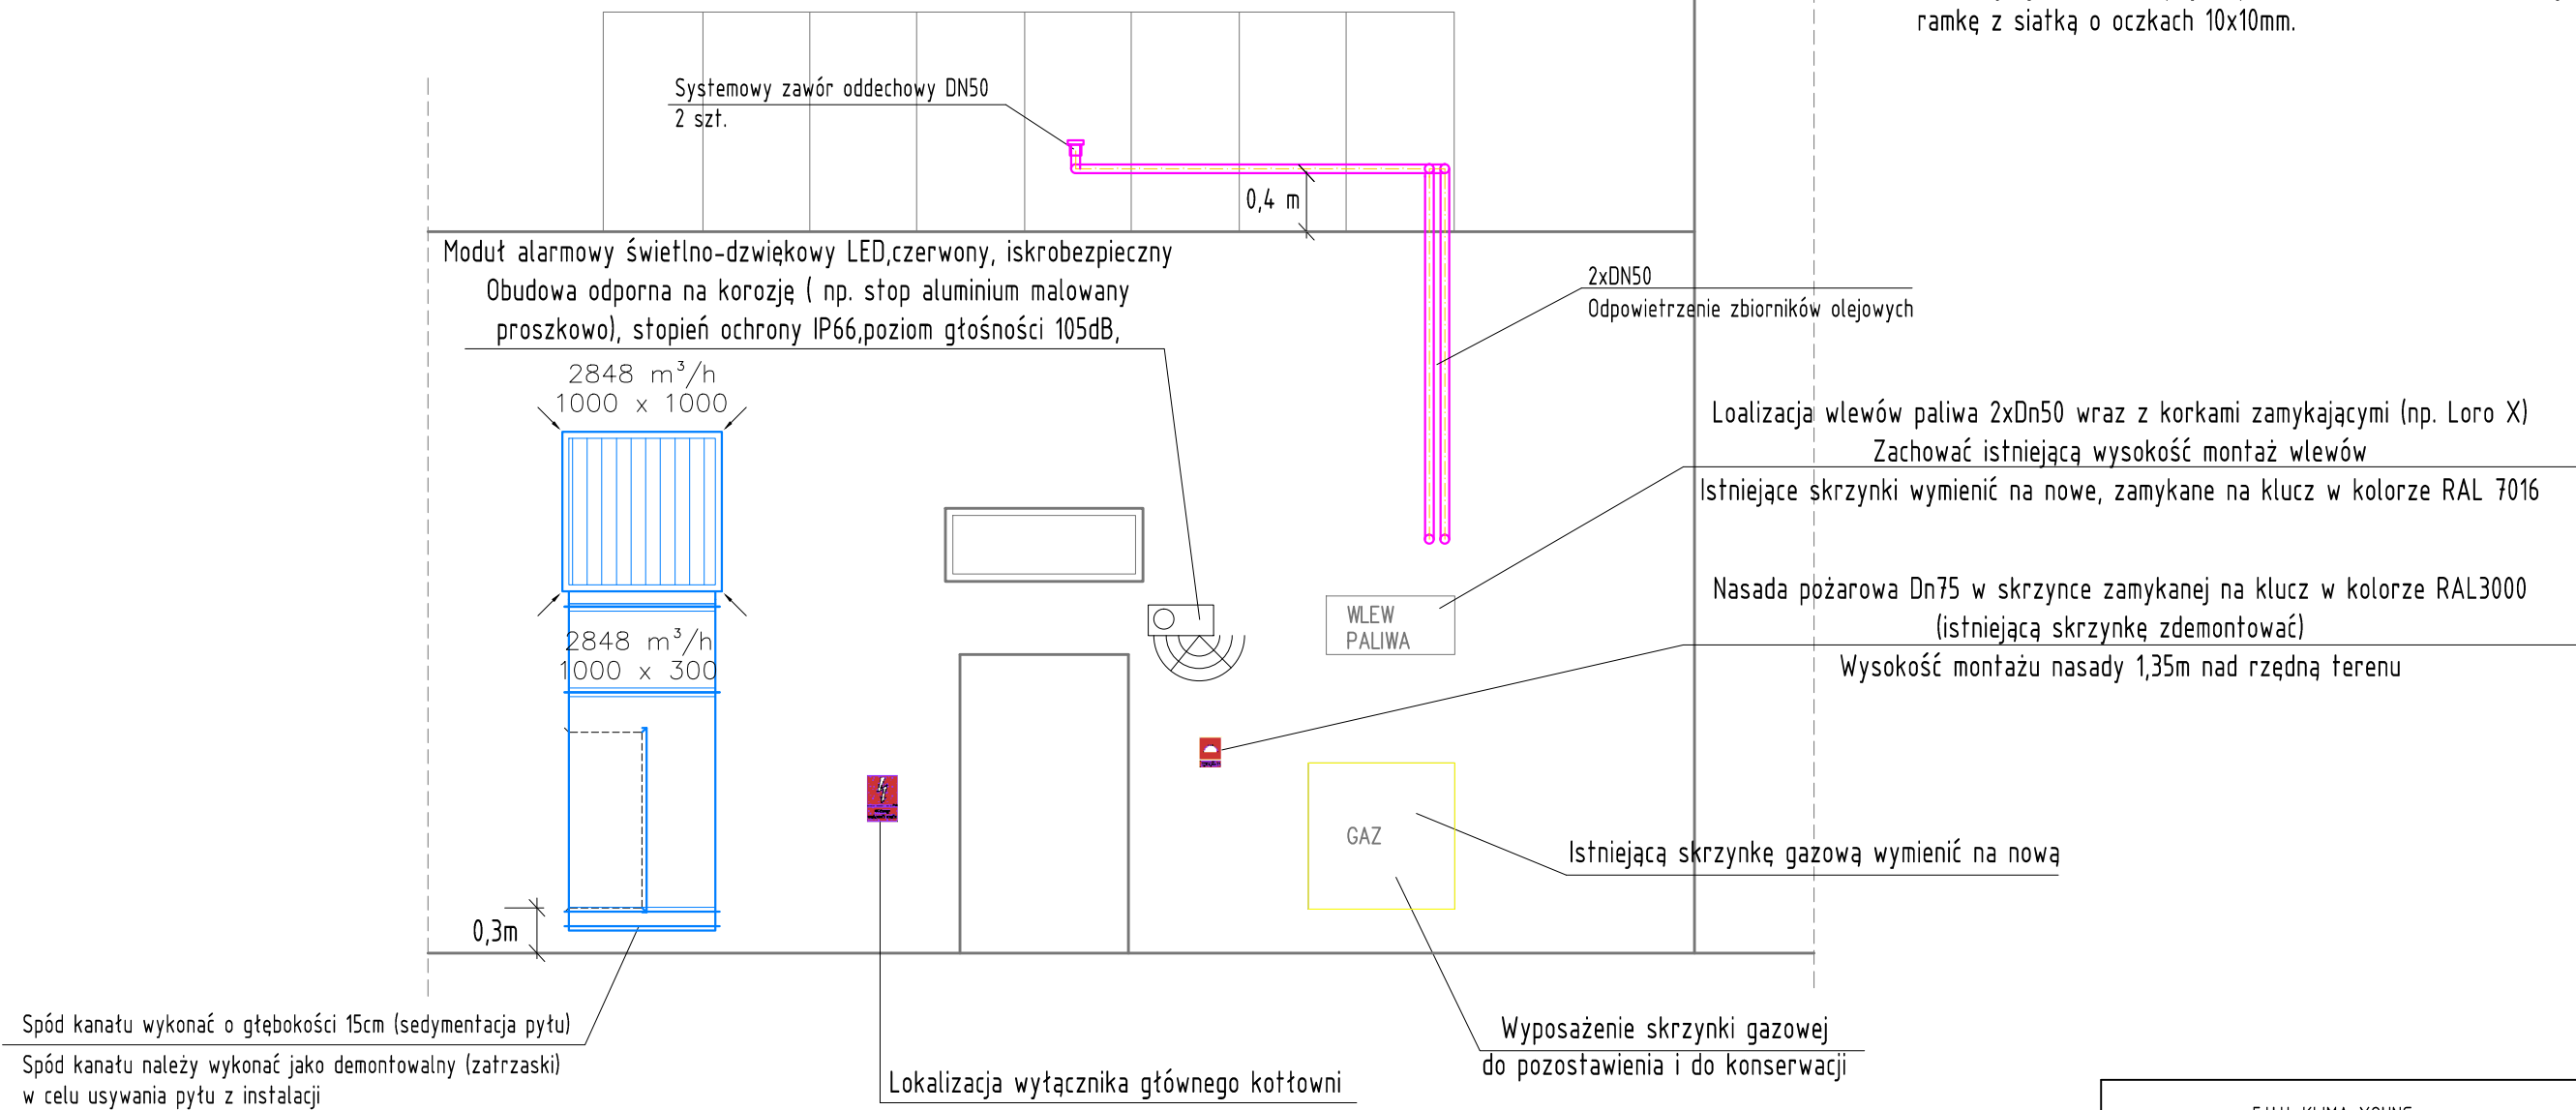 ramkę z siatką o oczkach 10x10mm.
Systemowy zawór oddechowy DN50
2 szt.
0,4 m
Moduł alarmowy świetlno-dzwiękowy LED,czerwony, iskrobezpieczny
Obudowa odporna na korozję ( np. stop aluminium malowany
proszkowo), stopień ochrony IP66,poziom głośności 105dB,
2xDN50
Odpowietrzenie zbiorników olejowych
2848 m³/h
1000 x 1000
Loalizacja wlewów paliwa 2xDn50 wraz z korkami zamykającymi (np. Loro X)
Zachować istniejącą wysokość montaż wlewów
Istniejące skrzynki wymienić na nowe, zamykane na klucz w kolorze RAL 7016
Nasada pożarowa Dn75 w skrzynce zamykanej na klucz w kolorze RAL3000
(istniejącą skrzynkę zdemontować)
Wysokość montażu nasady 1,35m nad rzędną terenu
WLEW
PALIWA
2848 m³/h
1000 x 300
GAZ
Istniejącą skrzynkę gazową wymienić na nową
0,3m
Spód kanału wykonać o głębokości 15cm (sedymentacja pyłu)
Spód kanału należy wykonać jako demontowalny (zatrzaski)
w celu usywania pyłu z instalacji
Wyposażenie skrzynki gazowej
do pozostawienia i do konserwacji
Lokalizacja wyłącznika głównego kotłowni